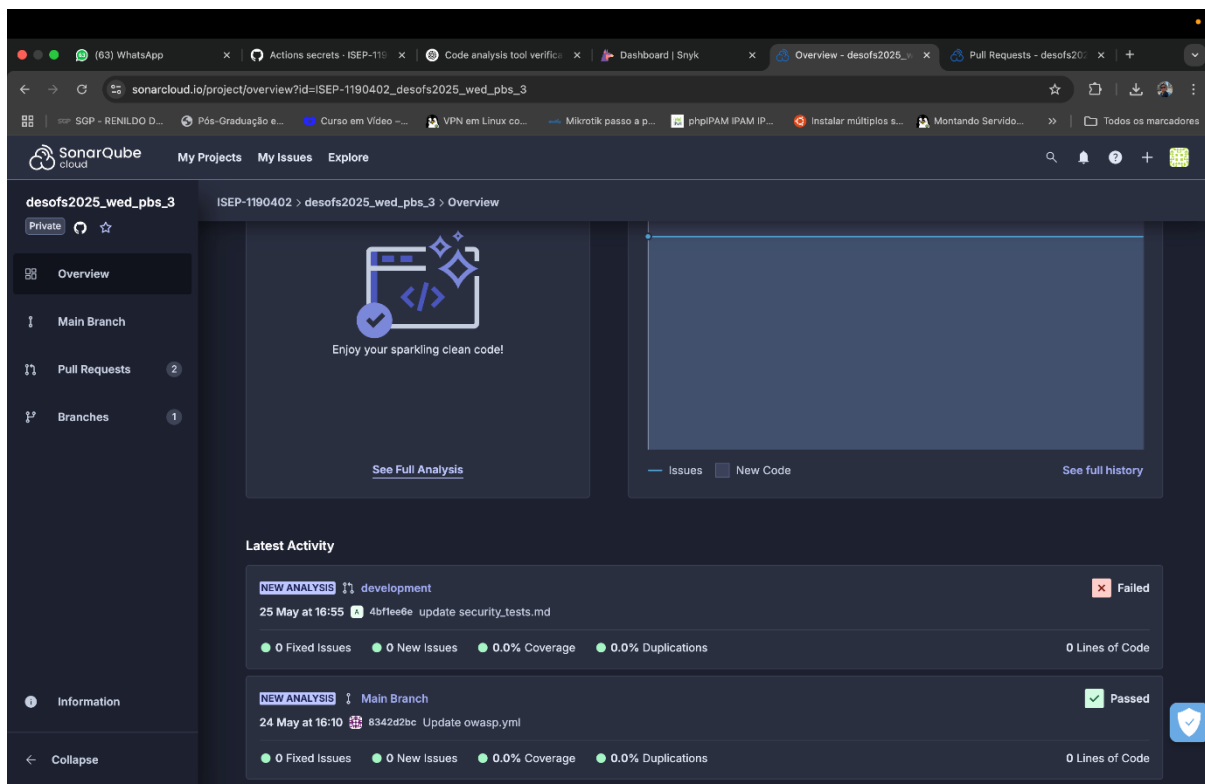 (63) WhatsApp
Actions secrets · ISEP-119
Code analysis tool verifica
Dashboard | Snyk
Overview - desofs2025_w
Pull Requests - desofs202
sonarcloud.io/project/overview?id=ISEP-1190402_desofs2025_wed_pbs_3
SGP - RENILDO D...
Pós-Graduação e...
Curso em Vídeo –...
VPN em Linux co...
Mikrotik passo a p...
phpIPAM IPAM IP...
Instalar múltiplos s...
Montando Servido...
Todos os marcadores
SonarQube
cloud
My Projects My Issues Explore
desofs2025_wed_pbs_3
Private
ISEP-1190402 > desofs2025_wed_pbs_3 > Overview
Overview
Main Branch
Pull Requests 2
Branches 1
Information
Collapse
Enjoy your sparkling clean code!
See Full Analysis
Issues New Code See full history
Latest Activity
NEW ANALYSIS development Failed
25 May at 16:55 A 4bf1ee6e update security_tests.md
0 Fixed Issues 0 New Issues 0.0% Coverage 0.0% Duplications 0 Lines of Code
NEW ANALYSIS Main Branch Passed
24 May at 16:10 8342d2bc Update owasp.yml
0 Fixed Issues 0 New Issues 0.0% Coverage 0.0% Duplications 0 Lines of Code